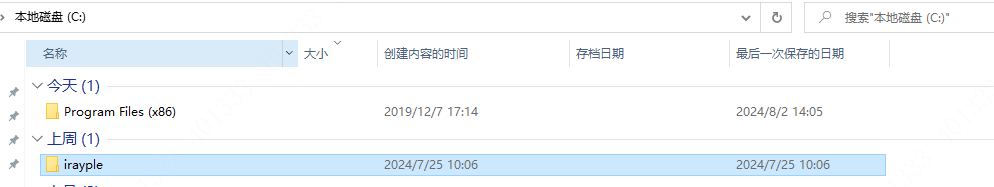 本地磁盘 (C:)
搜索"本地磁盘 (C:)"
名称 大小 创建内容的时间 存档日期 最后一次保存的日期
今天 (1)
Program Files (x86) 2019/12/7 17:14 2024/8/2 14:05
上周 (1)
irayple 2024/7/25 10:06 2024/7/25 10:06